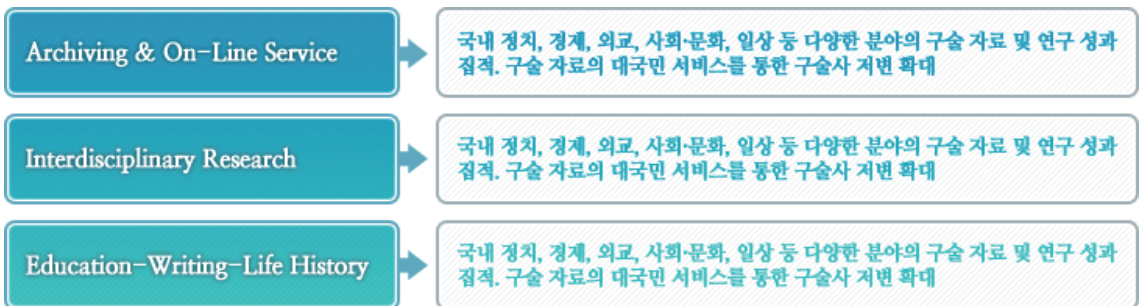 Archiving & On-Line Service
국내 정치, 경제, 외교, 사회·문화, 일상 등 다양한 분야의 구술 자료 및 연구 성과
집적. 구술 자료의 대국민 서비스를 통한 구술사 저변 확대
Interdisciplinary Research
국내 정치, 경제, 외교, 사회·문화, 일상 등 다양한 분야의 구술 자료 및 연구 성과
집적. 구술 자료의 대국민 서비스를 통한 구술사 저변 확대
Education-Writing-Life History
국내 정치, 경제, 외교, 사회·문화, 일상 등 다양한 분야의 구술 자료 및 연구 성과
집적. 구술 자료의 대국민 서비스를 통한 구술사 저변 확대